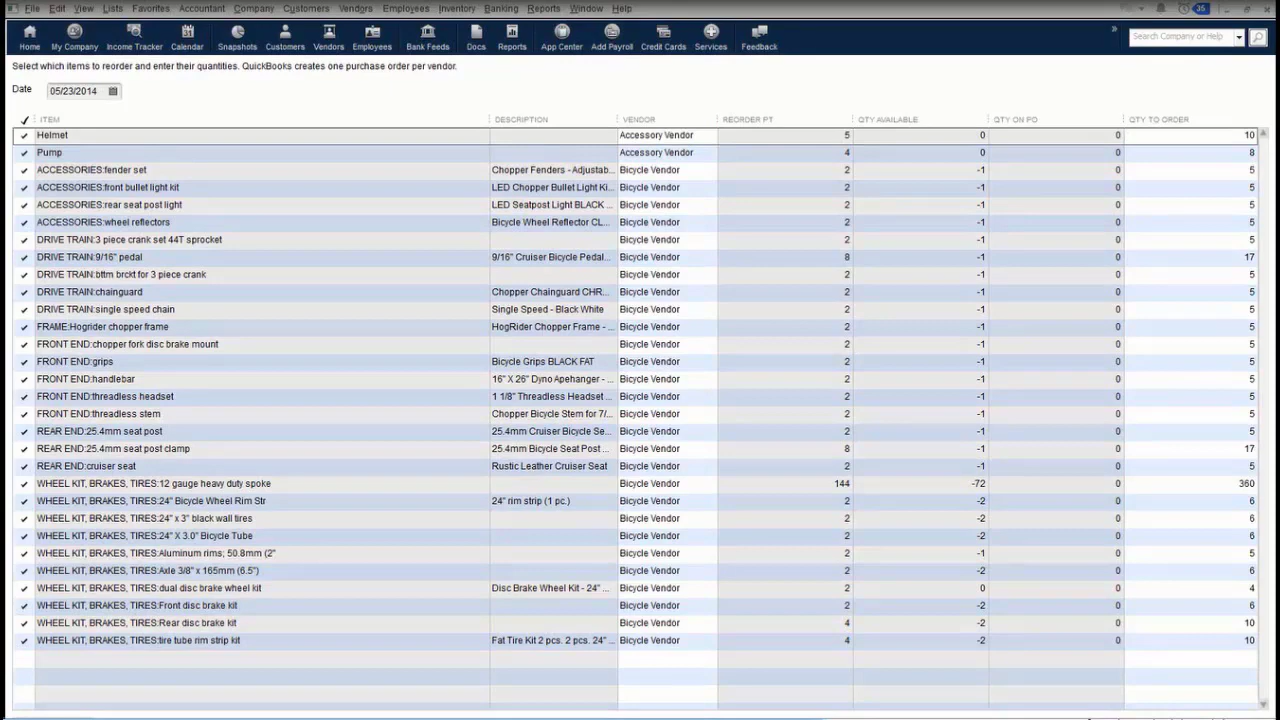 File Edit View Lists Favorites Accountant Company Customers Vendors Employees Inventory Banking Reports Window Help
35
Home My Company Income Tracker Calendar Snapshots Customers Vendors Employees Bank Feeds Docs Reports App Center Add Payroll Credit Cards Services Feedback » Search Company or Help
Select which items to reorder and enter their quantities. QuickBooks creates one purchase order per vendor.
Date 05/23/2014
✓ ITEM DESCRIPTION VENDOR REORDER PT QTY AVAILABLE QTY ON PO QTY TO ORDER
✓ Helmet Accessory Vendor 5 0 0 10
✓ Pump Accessory Vendor 4 0 0 8
✓ ACCESSORIES:fender set Chopper Fenders - Adjustab... Bicycle Vendor 2 -1 0 5
✓ ACCESSORIES:front bullet light kit LED Chopper Bullet Light Ki... Bicycle Vendor 2 -1 0 5
✓ ACCESSORIES:rear seat post light LED Seatpost Light BLACK ... Bicycle Vendor 2 -1 0 5
✓ ACCESSORIES:wheel reflectors Bicycle Wheel Reflector CL... Bicycle Vendor 2 -1 0 5
✓ DRIVE TRAIN:3 piece crank set 44T sprocket Bicycle Vendor 2 -1 0 5
✓ DRIVE TRAIN:9/16" pedal 9/16" Cruiser Bicycle Pedal... Bicycle Vendor 8 -1 0 17
✓ DRIVE TRAIN:bttm brckt for 3 piece crank Bicycle Vendor 2 -1 0 5
✓ DRIVE TRAIN:chainguard Chopper Chainguard CHR... Bicycle Vendor 2 -1 0 5
✓ DRIVE TRAIN:single speed chain Single Speed - Black White Bicycle Vendor 2 -1 0 5
✓ FRAME:Hogrider chopper frame HogRider Chopper Frame - ... Bicycle Vendor 2 -1 0 5
✓ FRONT END:chopper fork disc brake mount Bicycle Vendor 2 -1 0 5
✓ FRONT END:grips Bicycle Grips BLACK FAT Bicycle Vendor 2 -1 0 5
✓ FRONT END:handlebar 16" X 26" Dyno Apehanger - ... Bicycle Vendor 2 -1 0 5
✓ FRONT END:threadless headset 1 1/8" Threadless Headset ... Bicycle Vendor 2 -1 0 5
✓ FRONT END:threadless stem Chopper Bicycle Stem for 7/... Bicycle Vendor 2 -1 0 5
✓ REAR END:25.4mm seat post 25.4mm Cruiser Bicycle Se... Bicycle Vendor 2 -1 0 5
✓ REAR END:25.4mm seat post clamp 25.4mm Bicycle Seat Post ... Bicycle Vendor 8 -1 0 17
✓ REAR END:cruiser seat Rustic Leather Cruiser Seat Bicycle Vendor 2 -1 0 5
✓ WHEEL KIT, BRAKES, TIRES:12 gauge heavy duty spoke Bicycle Vendor 144 -72 0 360
✓ WHEEL KIT, BRAKES, TIRES:24" Bicycle Wheel Rim Str 24" rim strip (1 pc.) Bicycle Vendor 2 -2 0 6
✓ WHEEL KIT, BRAKES, TIRES:24" x 3" black wall tires Bicycle Vendor 2 -2 0 6
✓ WHEEL KIT, BRAKES, TIRES:24" X 3.0" Bicycle Tube Bicycle Vendor 2 -2 0 6
✓ WHEEL KIT, BRAKES, TIRES:Aluminum rims; 50.8mm (2" Bicycle Vendor 2 -1 0 5
✓ WHEEL KIT, BRAKES, TIRES:Axle 3/8" x 165mm (6.5") Bicycle Vendor 2 -2 0 6
✓ WHEEL KIT, BRAKES, TIRES:dual disc brake wheel kit Disc Brake Wheel Kit - 24" ... Bicycle Vendor 2 0 0 4
✓ WHEEL KIT, BRAKES, TIRES:Front disc brake kit Bicycle Vendor 2 -2 0 6
✓ WHEEL KIT, BRAKES, TIRES:Rear disc brake kit Bicycle Vendor 4 -2 0 10
✓ WHEEL KIT, BRAKES, TIRES:tire tube rim strip kit Fat Tire Kit 2 pcs. 2 pcs. 24" ... Bicycle Vendor 4 -2 0 10